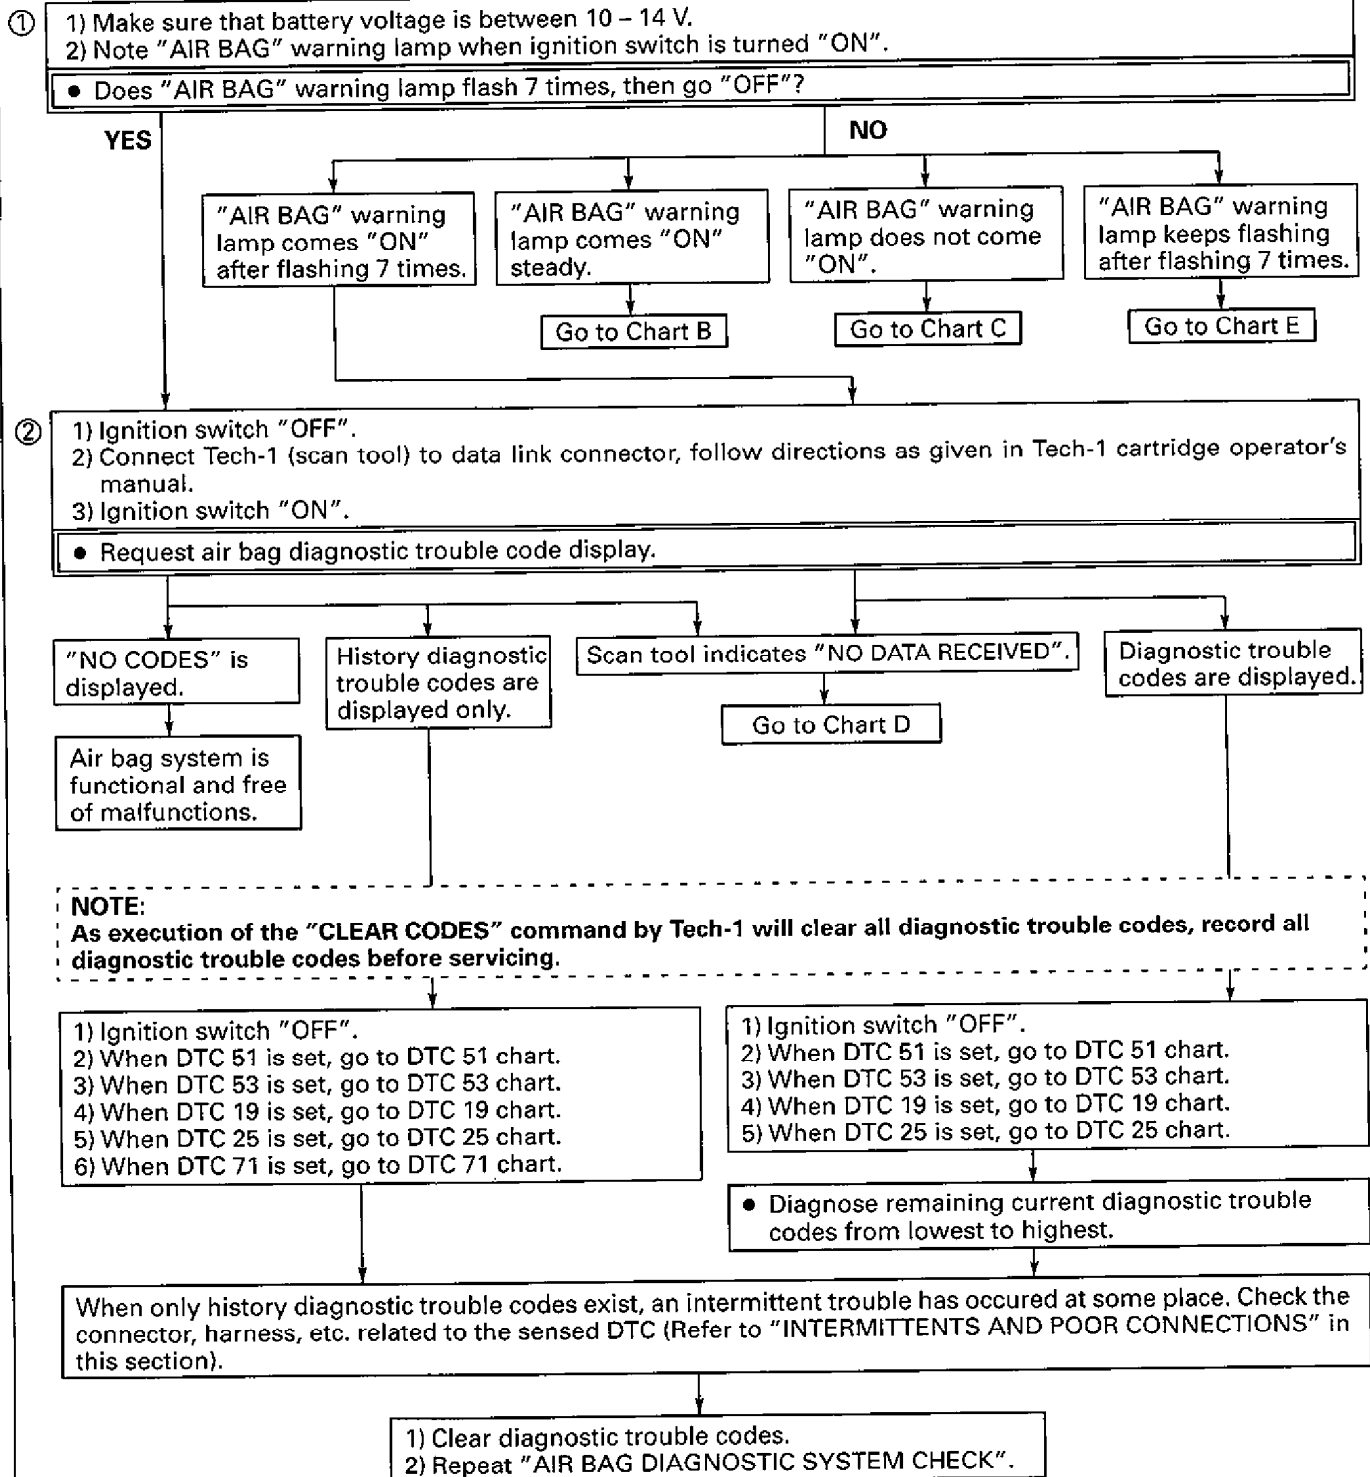 ① 1) Make sure that battery voltage is between 10 – 14 V.
2) Note "AIR BAG" warning lamp when ignition switch is turned "ON".
● Does "AIR BAG" warning lamp flash 7 times, then go "OFF"?
YES
NO
"AIR BAG" warning
lamp comes "ON"
after flashing 7 times.
"AIR BAG" warning
lamp comes "ON"
steady.
"AIR BAG" warning
lamp does not come
"ON".
"AIR BAG" warning
lamp keeps flashing
after flashing 7 times.
Go to Chart B
Go to Chart C
Go to Chart E
② 1) Ignition switch "OFF".
2) Connect Tech-1 (scan tool) to data link connector, follow directions as given in Tech-1 cartridge operator's
manual.
3) Ignition switch "ON".
● Request air bag diagnostic trouble code display.
"NO CODES" is
displayed.
History diagnostic
trouble codes are
displayed only.
Scan tool indicates "NO DATA RECEIVED".
Diagnostic trouble
codes are displayed.
Go to Chart D
Air bag system is
functional and free
of malfunctions.
NOTE:
As execution of the "CLEAR CODES" command by Tech-1 will clear all diagnostic trouble codes, record all
diagnostic trouble codes before servicing.
1) Ignition switch "OFF".
2) When DTC 51 is set, go to DTC 51 chart.
3) When DTC 53 is set, go to DTC 53 chart.
4) When DTC 19 is set, go to DTC 19 chart.
5) When DTC 25 is set, go to DTC 25 chart.
6) When DTC 71 is set, go to DTC 71 chart.
1) Ignition switch "OFF".
2) When DTC 51 is set, go to DTC 51 chart.
3) When DTC 53 is set, go to DTC 53 chart.
4) When DTC 19 is set, go to DTC 19 chart.
5) When DTC 25 is set, go to DTC 25 chart.
● Diagnose remaining current diagnostic trouble
codes from lowest to highest.
When only history diagnostic trouble codes exist, an intermittent trouble has occured at some place. Check the
connector, harness, etc. related to the sensed DTC (Refer to "INTERMITTENTS AND POOR CONNECTIONS" in
this section).
1) Clear diagnostic trouble codes.
2) Repeat "AIR BAG DIAGNOSTIC SYSTEM CHECK".